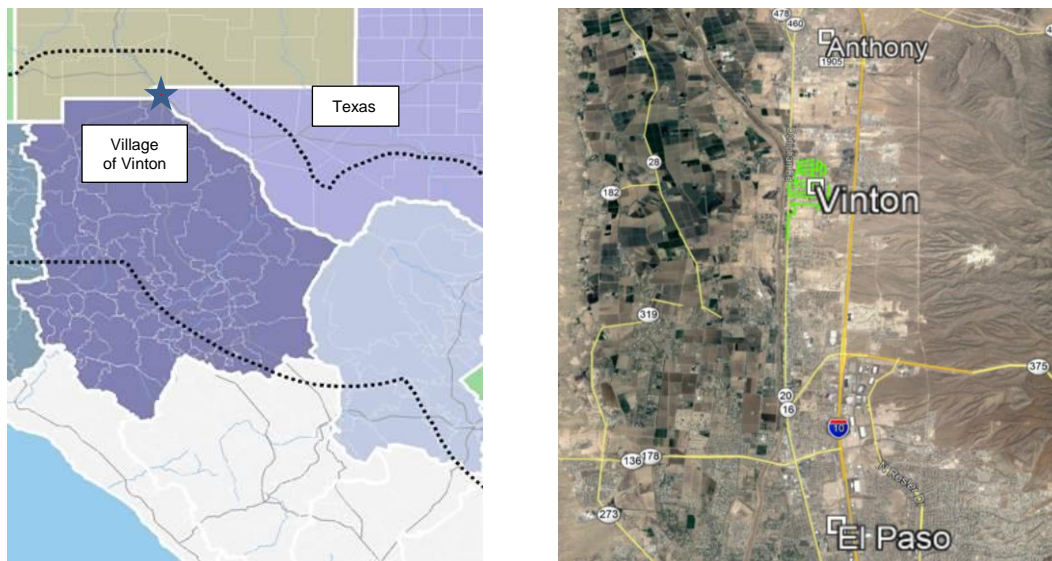 Texas
Village
of Vinton
478
460
Anthony
1905
28
182
Vinton
319
375
20
16
10
136
178
N Resler D
273
El Paso